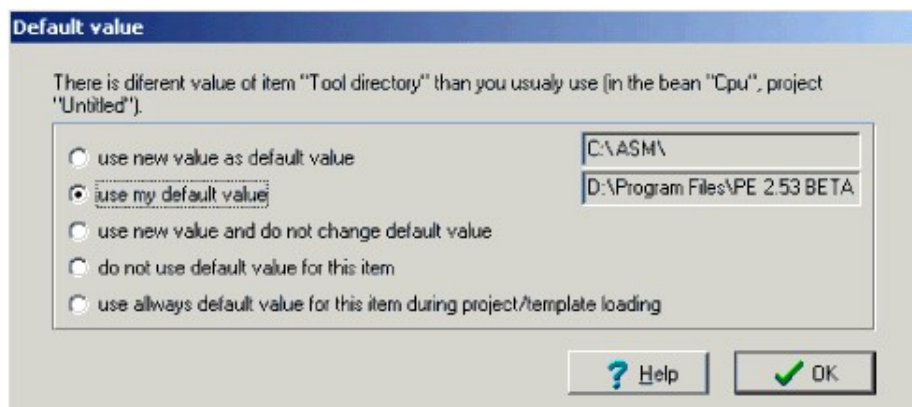 Default value
There is diferent value of item "Tool directory" than you usualy use (in the bean "Cpu", project
"Untitled").
use new value as default value
C:\ASM\
use my default value
D:\Program Files\PE 2.53 BETA
use new value and do not change default value
do not use default value for this item
use allways default value for this item during project/template loading
? Help
OK